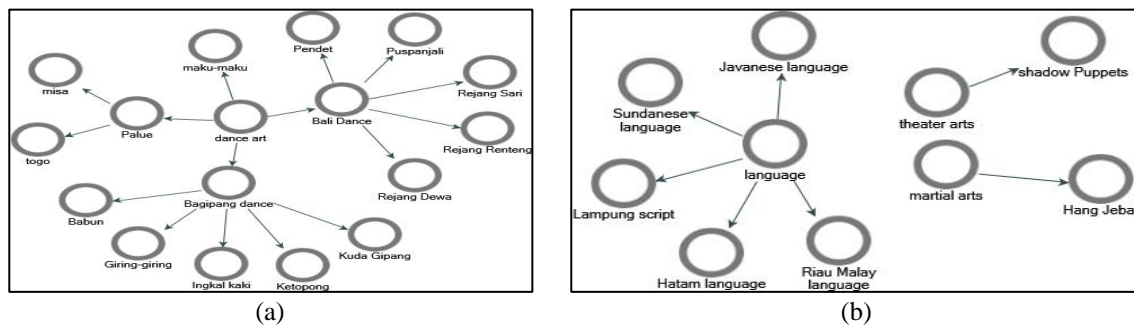 Pendet
Puspanjali
maku-maku
misa
Rejang Sari
Palue
dance art
Bali Dance
togo
Rejang Renteng
Rejang Dewa
Bagipang dance
Babun
Giring-giring
Kuda Gipang
Ingkal kaki
Ketopong
(a)
Javanese language
shadow Puppets
Sundanese
language
theater arts
language
martial arts
Lampung script
Hang Jeba
Hatam language
Riau Malay
language
(b)